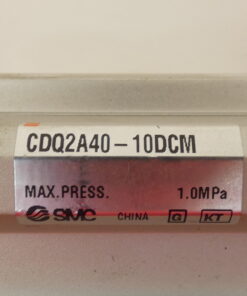 CDQ2A40-10DCM
MAX.PRESS. 1.0MPa
SMC CHINA G KT